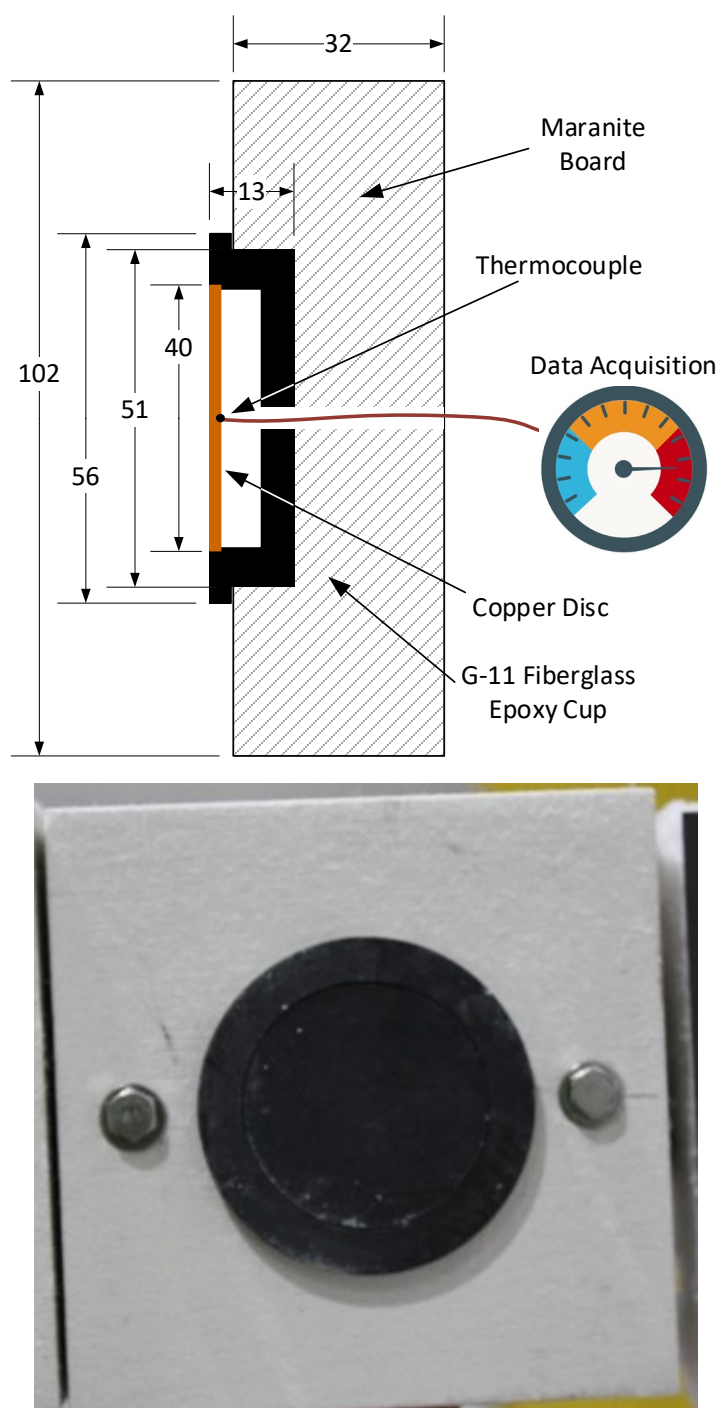 32
Maranite
Board
13
Thermocouple
40
Data Acquisition
102
51
56
Copper Disc
G-11 Fiberglass
Epoxy Cup